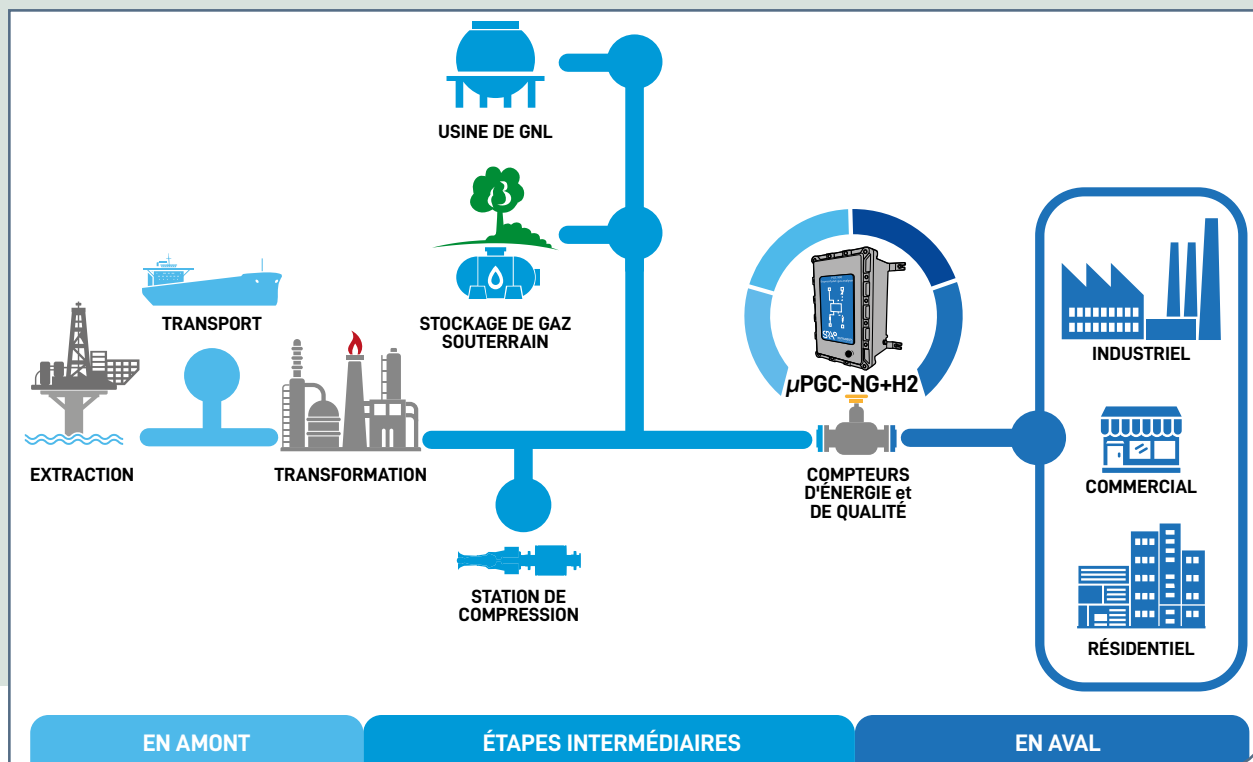 USINE DE GNL
TRANSPORT
STOCKAGE DE GAZ
SOUTERRAIN
µPGC-NG+H2
INDUSTRIEL
EXTRACTION
TRANSFORMATION
COMPTEURS
D'ÉNERGIE et
DE QUALITÉ
COMMERCIAL
STATION DE
COMPRESSION
RÉSIDENTIEL
EN AMONT
ÉTAPES INTERMÉDIAIRES
EN AVAL